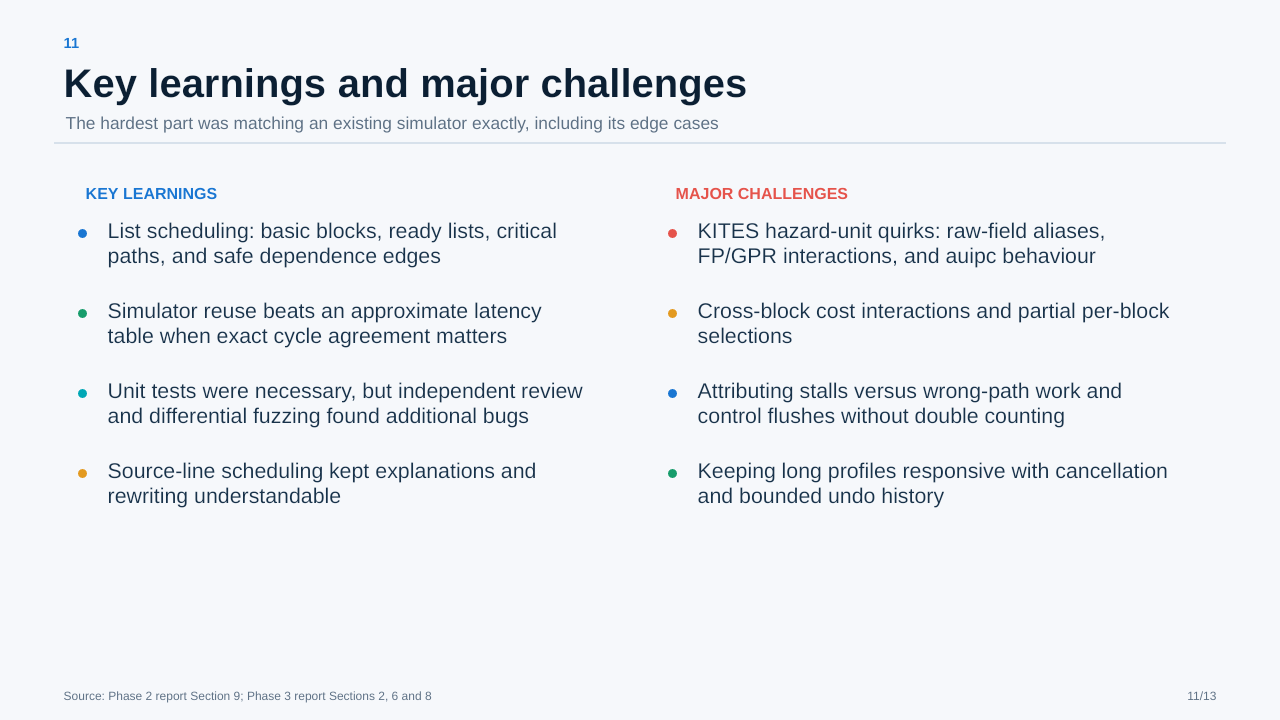 11
Key learnings and major challenges
The hardest part was matching an existing simulator exactly, including its edge cases
KEY LEARNINGS
List scheduling: basic blocks, ready lists, critical
paths, and safe dependence edges
Simulator reuse beats an approximate latency
table when exact cycle agreement matters
Unit tests were necessary, but independent review
and differential fuzzing found additional bugs
Source-line scheduling kept explanations and
rewriting understandable
MAJOR CHALLENGES
KITES hazard-unit quirks: raw-field aliases,
FP/GPR interactions, and auipc behaviour
Cross-block cost interactions and partial per-block
selections
Attributing stalls versus wrong-path work and
control flushes without double counting
Keeping long profiles responsive with cancellation
and bounded undo history
Source: Phase 2 report Section 9; Phase 3 report Sections 2, 6 and 8
11/13